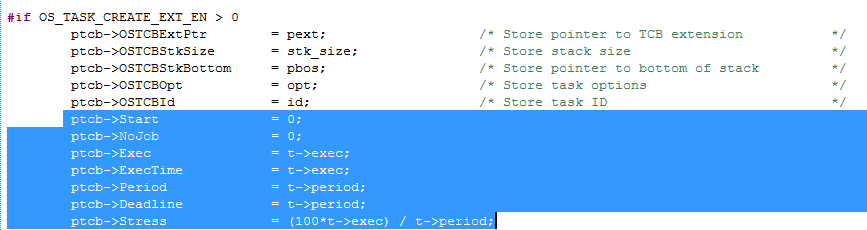 #if OS_TASK_CREATE_EXT_EN > 0
ptcb->OSTCBExtPtr = pext; /* Store pointer to TCB extension */
ptcb->OSTCBStkSize = stk_size; /* Store stack size */
ptcb->OSTCBStkBottom = pbos; /* Store pointer to bottom of stack */
ptcb->OSTCBOpt = opt; /* Store task options */
ptcb->OSTCBId = id; /* Store task ID */
ptcb->Start = 0;
ptcb->NoJob = 0;
ptcb->Exec = t->exec;
ptcb->ExecTime = t->exec;
ptcb->Period = t->period;
ptcb->Deadline = t->period;
ptcb->Stress = (100*t->exec) / t->period;